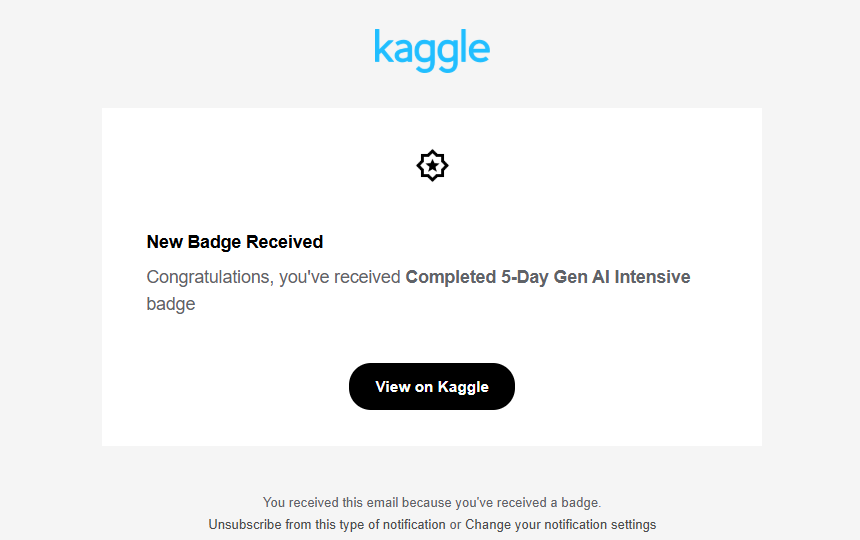 kaggle
New Badge Received
Congratulations, you've received Completed 5-Day Gen AI Intensive
badge
View on Kaggle
You received this email because you've received a badge.
Unsubscribe from this type of notification or Change your notification settings